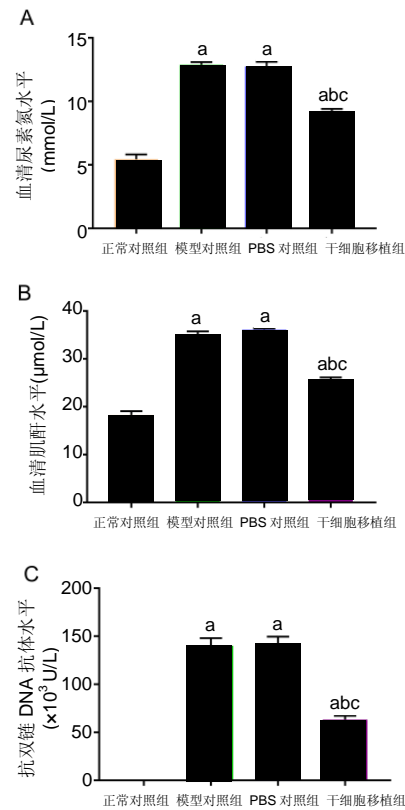 A
血清尿素氮水平
(mmol/L)
15
10
5
0
a
a
abc
正常对照组 模型对照组 PBS 对照组 干细胞移植组
B
血清肌酐水平(μmol/L)
40
30
20
10
0
a
a
abc
正常对照组 模型对照组 PBS 对照组 干细胞移植组
C
抗双链 DNA 抗体水平
(×10³ U/L)
200
150
100
50
0
a
a
abc
正常对照组 模型对照组 PBS 对照组 干细胞移植组